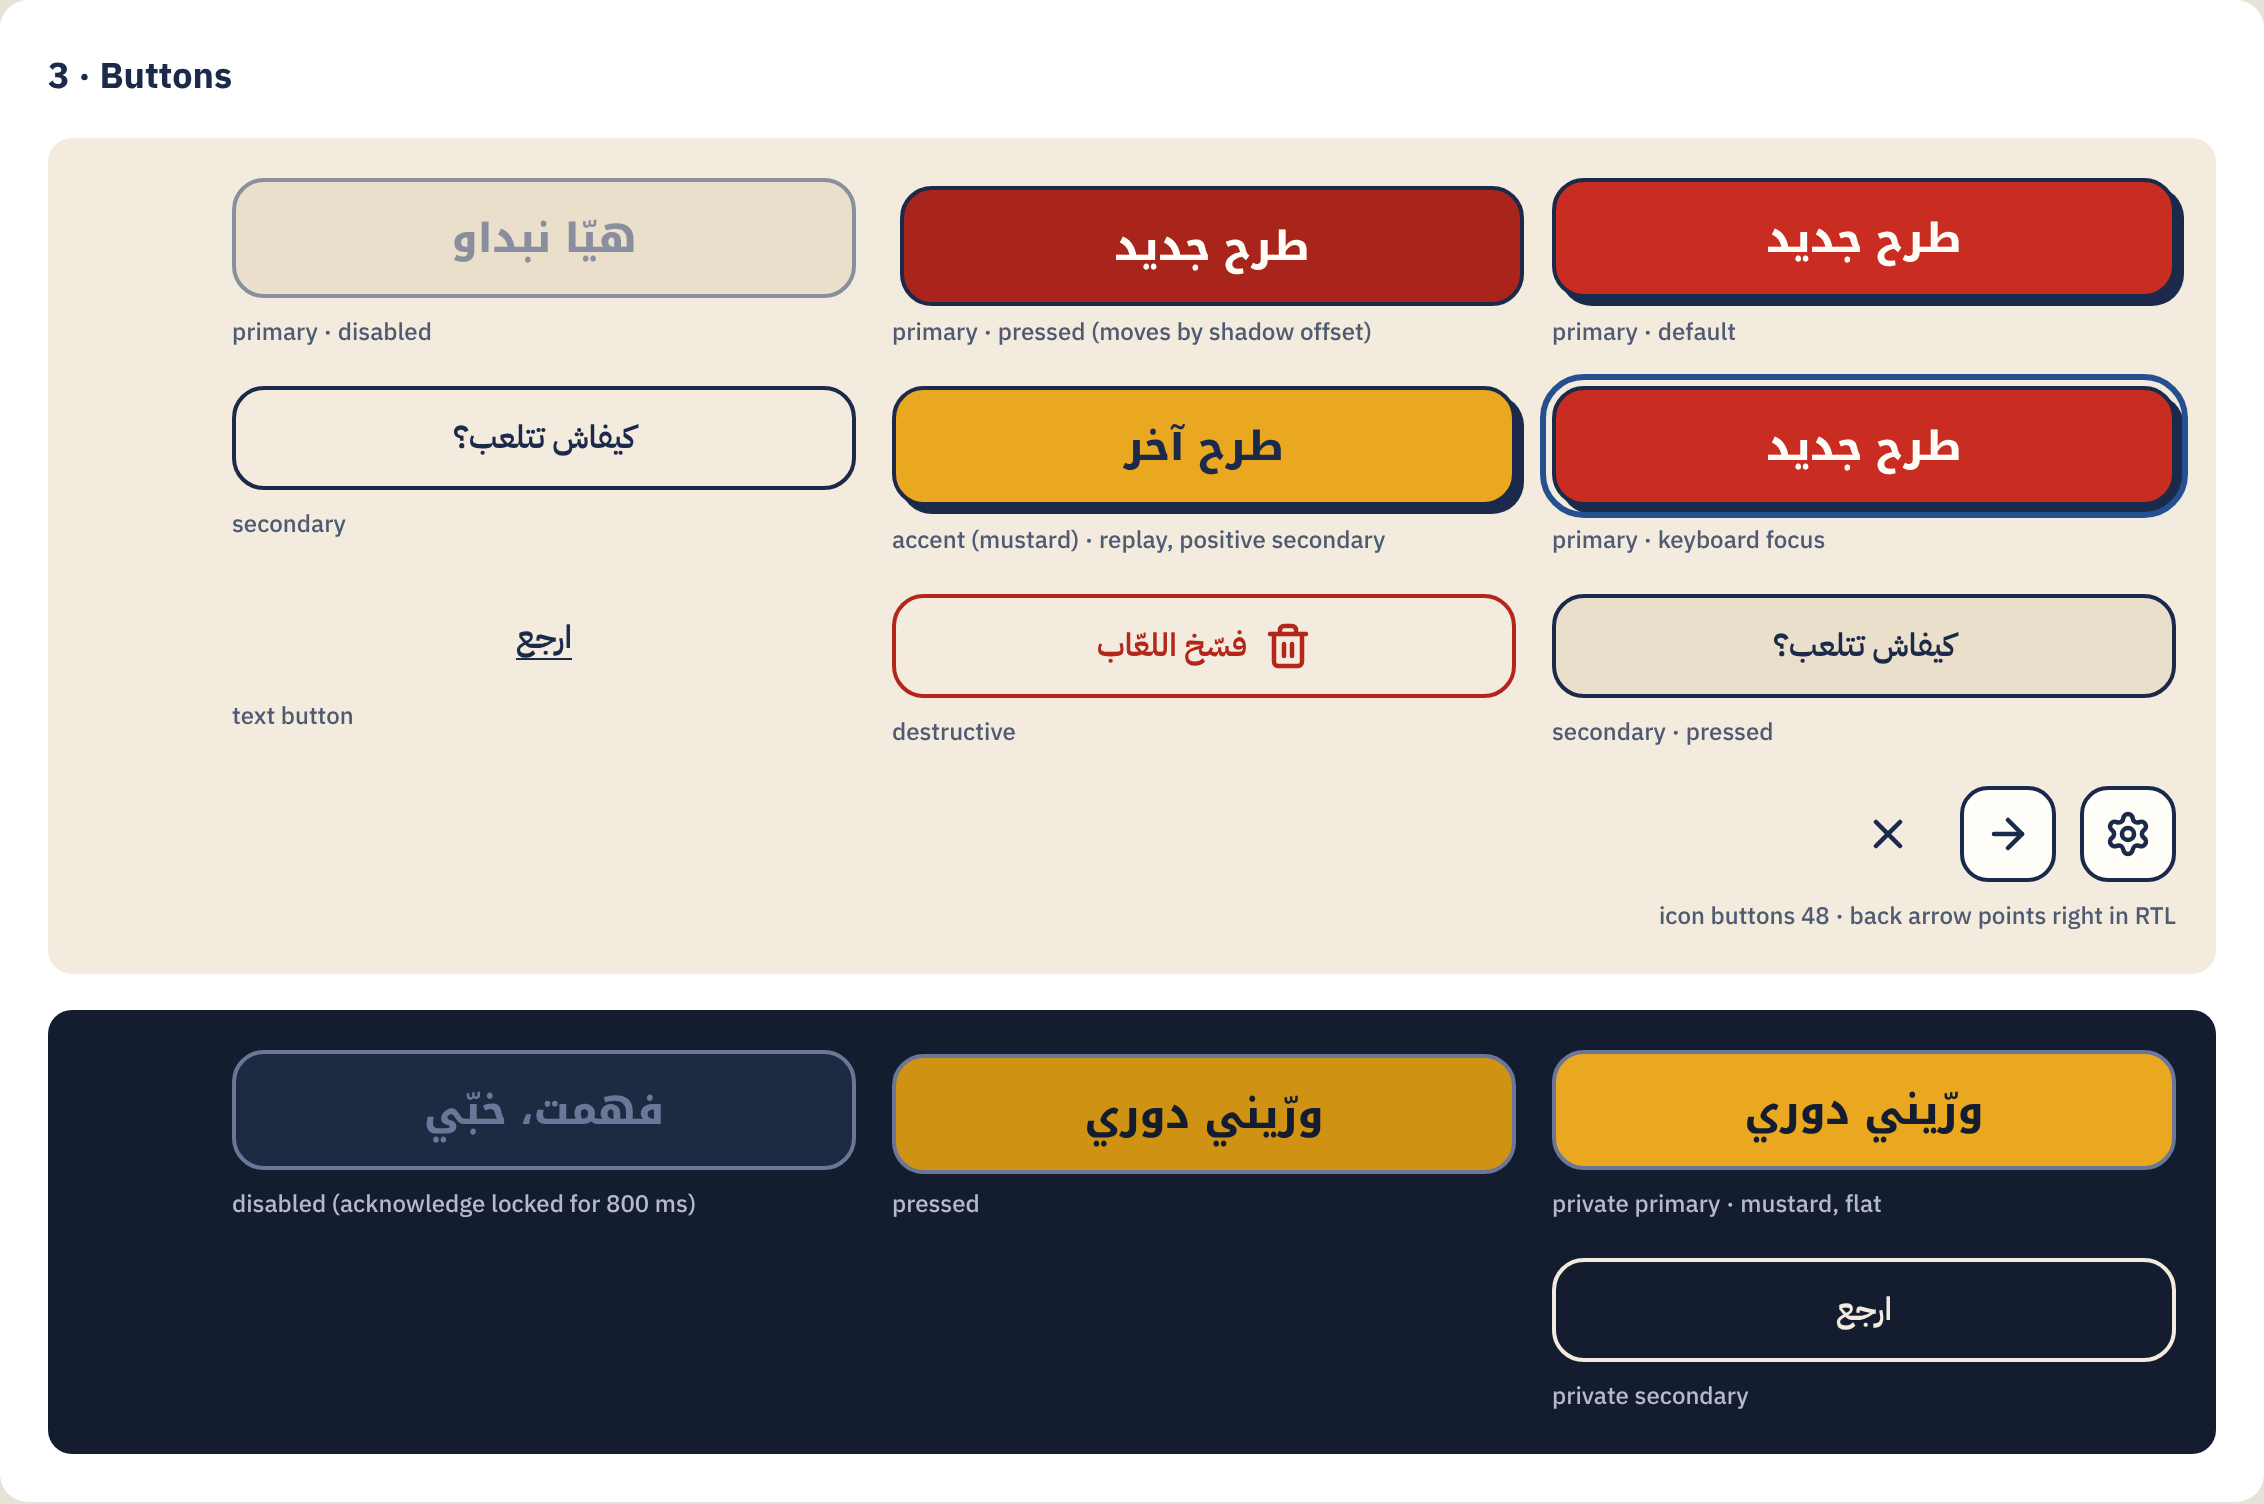 3 · Buttons
طرح جديد
primary · default
طرح جديد
primary · pressed (moves by shadow offset)
هيّا نبداو
primary · disabled
طرح جديد
primary · keyboard focus
طرح آخر
accent (mustard) · replay, positive secondary
كيفاش تتلعب؟
secondary
كيفاش تتلعب؟
secondary · pressed
فسّخ اللعّاب
destructive
ارجع
text button
icon buttons 48 · back arrow points right in RTL
ورّيني دوري
private primary · mustard, flat
ورّيني دوري
pressed
فهمت، خبّي
disabled (acknowledge locked for 800 ms)
ارجع
private secondary